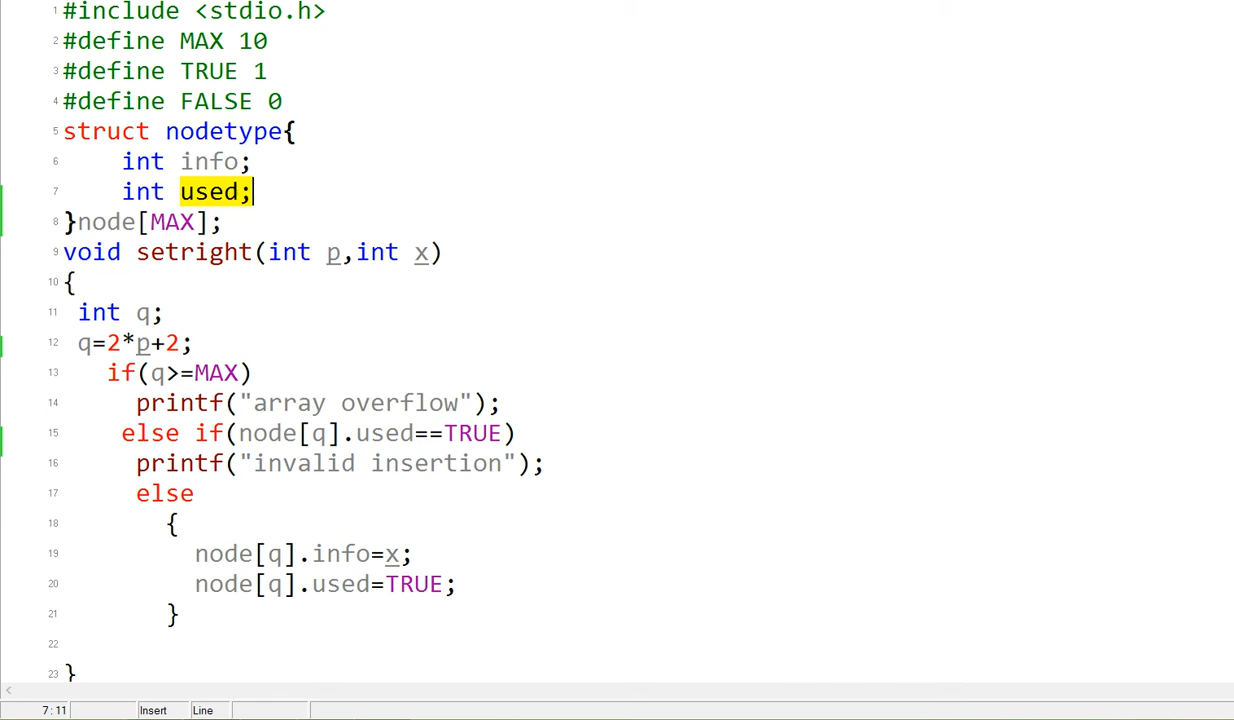 1 #include <stdio.h>
2 #define MAX 10
3 #define TRUE 1
4 #define FALSE 0
5 struct nodetype{
6 int info;
7 int used;
8 }node[MAX];
9 void setright(int p,int x)
10 {
11 int q;
12 q=2*p+2;
13 if(q>=MAX)
14 printf("array overflow");
15 else if(node[q].used==TRUE)
16 printf("invalid insertion");
17 else
18 {
19 node[q].info=x;
20 node[q].used=TRUE;
21 }
22
23 }
7:11 Insert Line